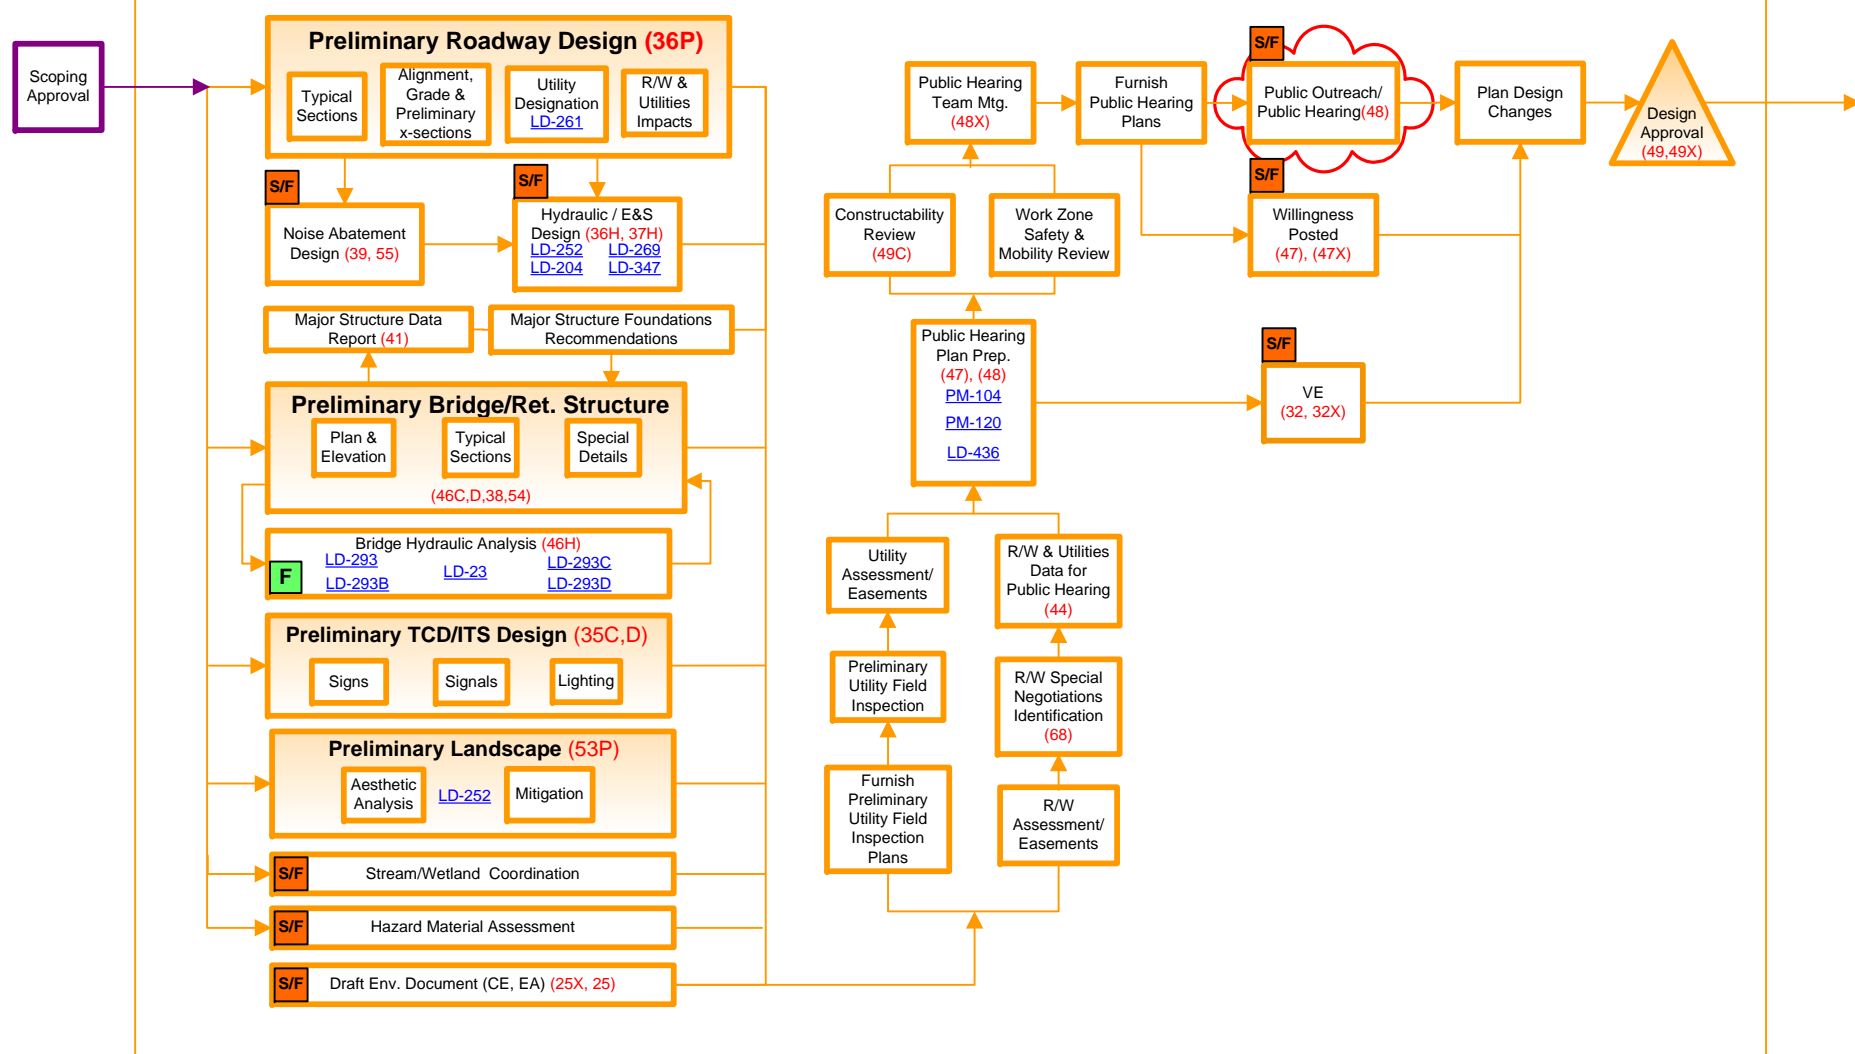 Scoping
Approval
Preliminary Roadway Design (36P)
Typical
Sections
Alignment,
Grade &
Preliminary
x-sections
Utility
Designation
LD-261
R/W &
Utilities
Impacts
S/F
Noise Abatement
Design (39, 55)
S/F
Hydraulic / E&S
Design (36H, 37H)
LD-252 LD-269
LD-204 LD-347
Major Structure Data
Report (41)
Major Structure Foundations
Recommendations
Preliminary Bridge/Ret. Structure
Plan &
Elevation
Typical
Sections
Special
Details
(46C,D,38,54)
Bridge Hydraulic Analysis (46H)
LD-293 LD-23 LD-293C
LD-293B LD-293D
F
Preliminary TCD/ITS Design (35C,D)
Signs
Signals
Lighting
Preliminary Landscape (53P)
Aesthetic
Analysis
LD-252
Mitigation
S/F
Stream/Wetland Coordination
S/F
Hazard Material Assessment
S/F
Draft Env. Document (CE, EA) (25X, 25)
Public Hearing
Team Mtg.
(48X)
Constructability
Review
(49C)
Work Zone
Safety &
Mobility Review
Public Hearing
Plan Prep.
(47), (48)
PM-104
PM-120
LD-436
Utility
Assessment/
Easements
R/W & Utilities
Data for
Public Hearing
(44)
Preliminary
Utility Field
Inspection
R/W Special
Negotiations
Identification
(68)
Furnish
Preliminary
Utility Field
Inspection
Plans
R/W
Assessment/
Easements
Furnish
Public Hearing
Plans
S/F
Public Outreach/
Public Hearing(48)
S/F
Willingness
Posted
(47), (47X)
S/F
VE
(32, 32X)
Plan Design
Changes
Design
Approval
(49,49X)